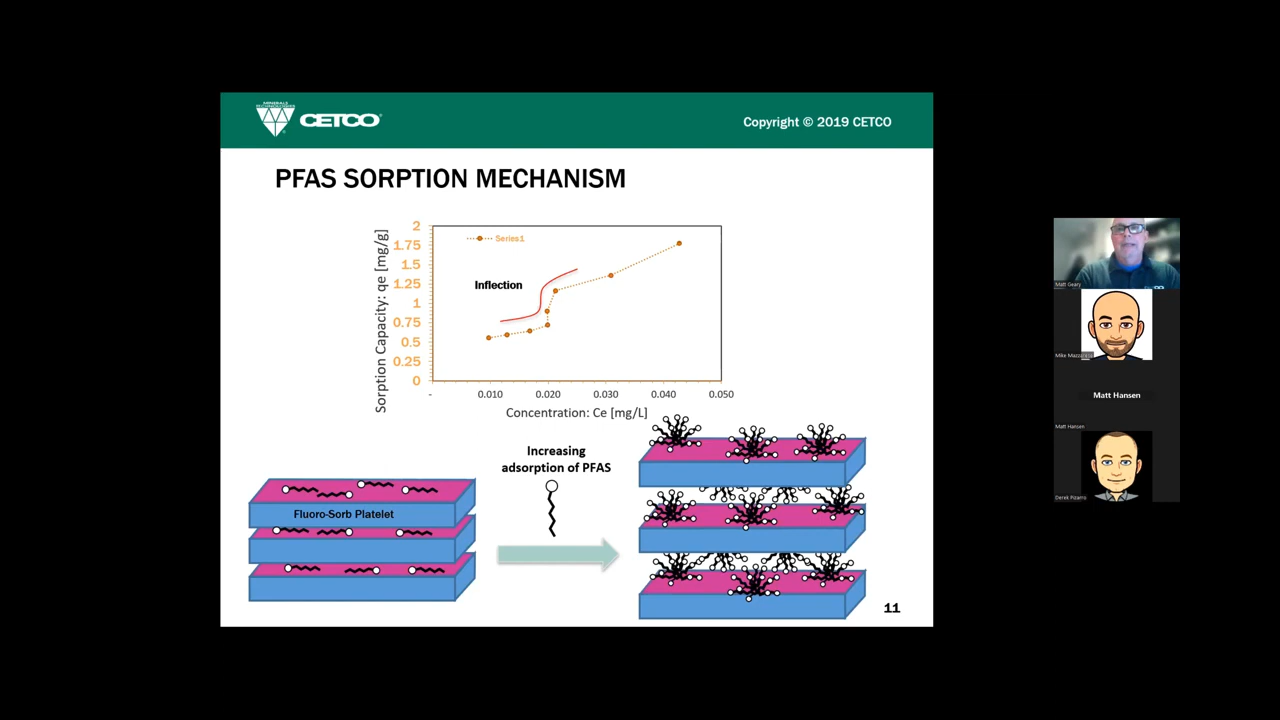 MINERALS
TECHNOLOGIES
CETCO
Copyright © 2019 CETCO
PFAS SORPTION MECHANISM
Sorption Capacity: qe [mg/g]
2
1.75
1.5
1.25
1
0.75
0.5
0.25
0
Series1
Inflection
-
0.010
0.020
0.030
0.040
0.050
Concentration: Ce [mg/L]
Increasing
adsorption of PFAS
Fluoro-Sorb Platelet
11
Matt Geary
Mike Mazzarese
Matt Hansen
Matt Hansen
Derek Pizarro